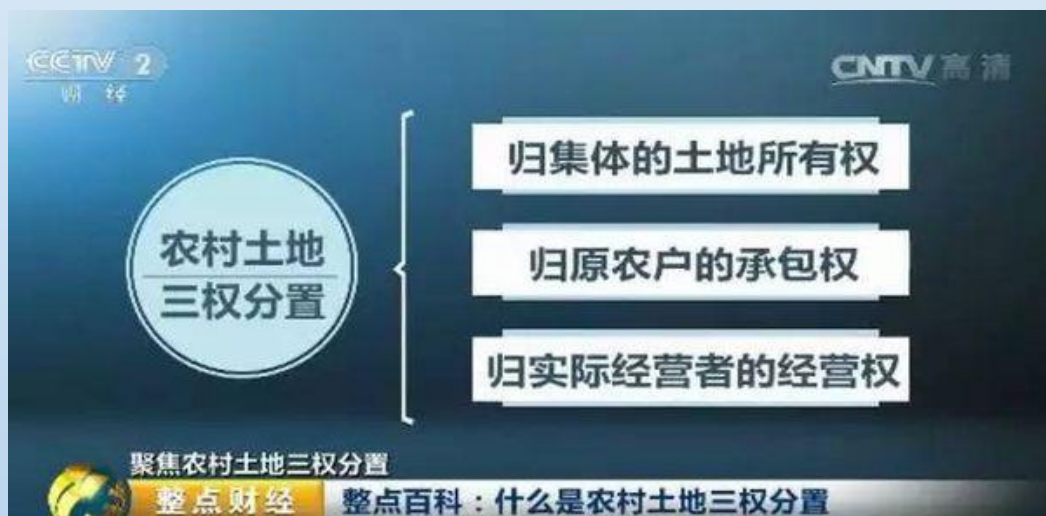 CCTV 2
财经
CNTV 高清
农村土地
三权分置
归集体的土地所有权
归原农户的承包权
归实际经营者的经营权
聚焦农村土地三权分置
整点财经
整点百科：什么是农村土地三权分置